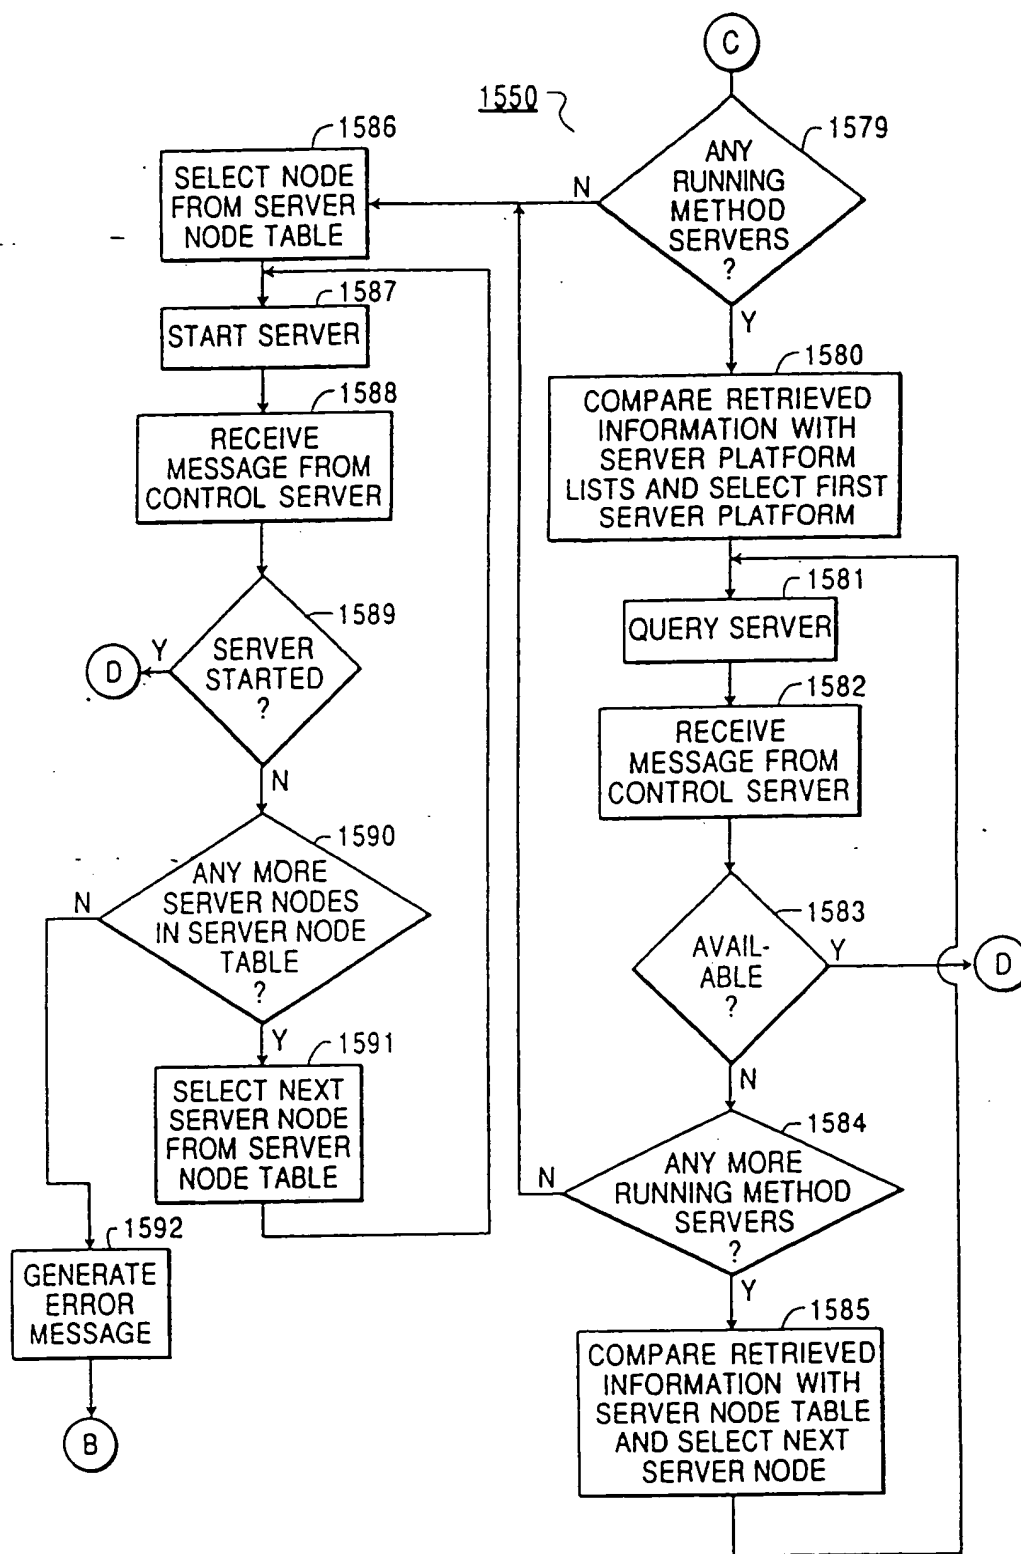 C
1550
1579
ANY
RUNNING
METHOD
SERVERS
?
N
Y
1586
SELECT NODE
FROM SERVER
NODE TABLE
1587
START SERVER
1588
RECEIVE
MESSAGE FROM
CONTROL SERVER
1589
SERVER
STARTED
?
Y
D
N
1590
ANY MORE
SERVER NODES
IN SERVER NODE
TABLE
?
N
Y
1591
SELECT NEXT
SERVER NODE
FROM SERVER
NODE TABLE
1592
GENERATE
ERROR
MESSAGE
B
1580
COMPARE RETRIEVED
INFORMATION WITH
SERVER PLATFORM
LISTS AND SELECT FIRST
SERVER PLATFORM
1581
QUERY SERVER
1582
RECEIVE
MESSAGE FROM
CONTROL SERVER
1583
AVAIL-
ABLE
?
Y
D
N
1584
ANY MORE
RUNNING METHOD
SERVERS
?
N
Y
1585
COMPARE RETRIEVED
INFORMATION WITH
SERVER NODE TABLE
AND SELECT NEXT
SERVER NODE